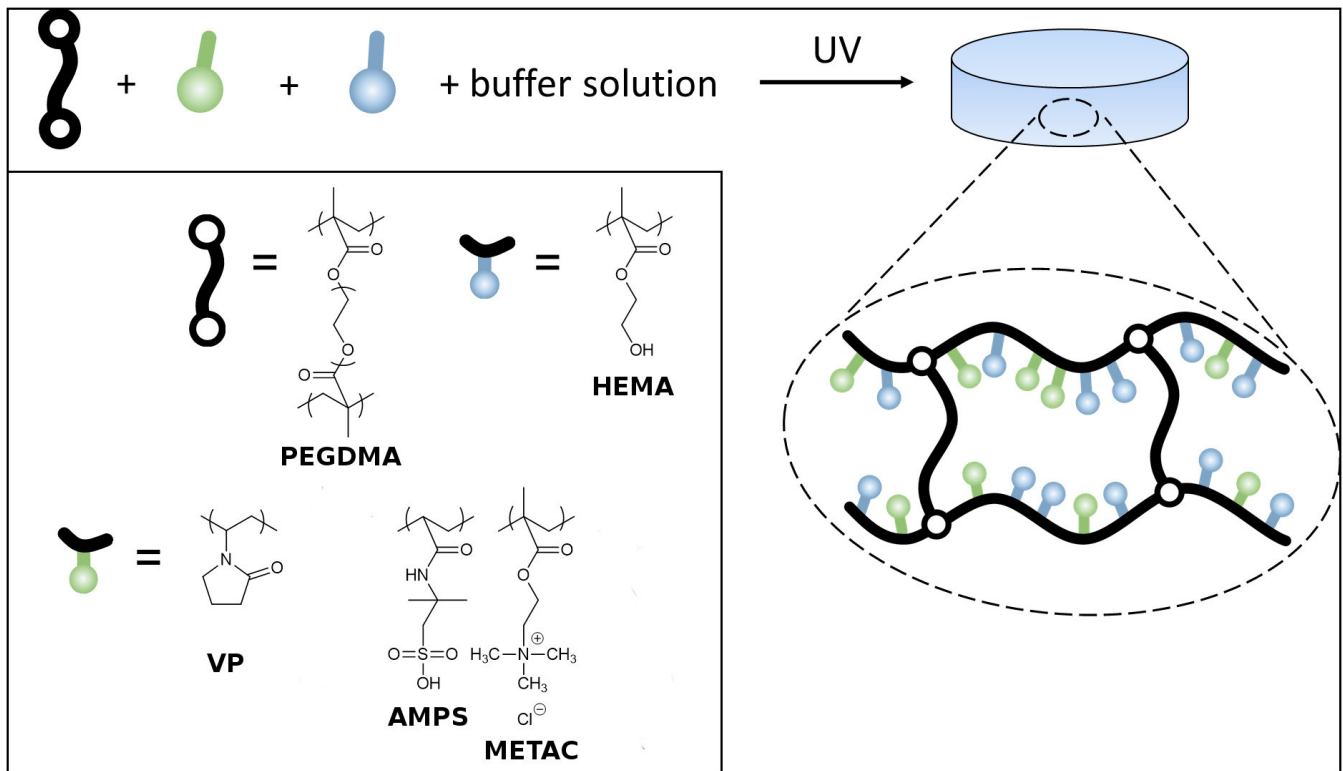 + + + buffer solution
UV
= =
O
O
O
O
O
PEGDMA
O
O
OH
HEMA
=
N
O
VP
O
HN
O=S=O
OH
AMPS
O
O
H₃C N⊕ CH₃
CH₃
Cl⊖
METAC